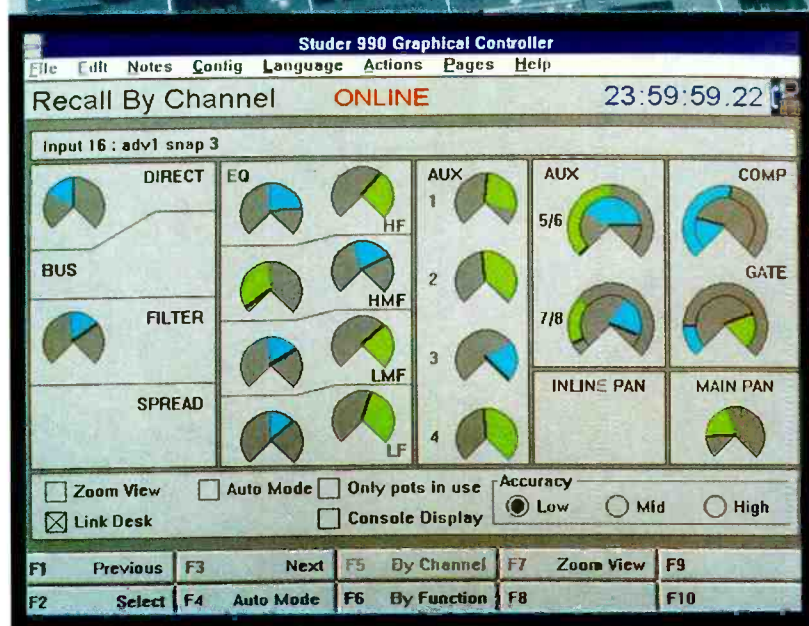 Studer 990 Graphical Controller
File Edit Notes Config Language Actions Pages Help
Recall By Channel ONLINE 23:59:59.22
Input 16 : adv1 snap 3
DIRECT
BUS
FILTER
SPREAD
EQ
HF
HMF
LMF
LF
AUX
1
2
3
4
AUX
5/6
7/8
INLINE PAN
COMP
GATE
MAIN PAN
Zoom View Auto Mode Only pots in use
Link Desk Console Display
Accuracy
Low Mid High
F1 Previous F3 Next F5 By Channel F7 Zoom View F9
F2 Select F4 Auto Mode F6 By Function F8 F10